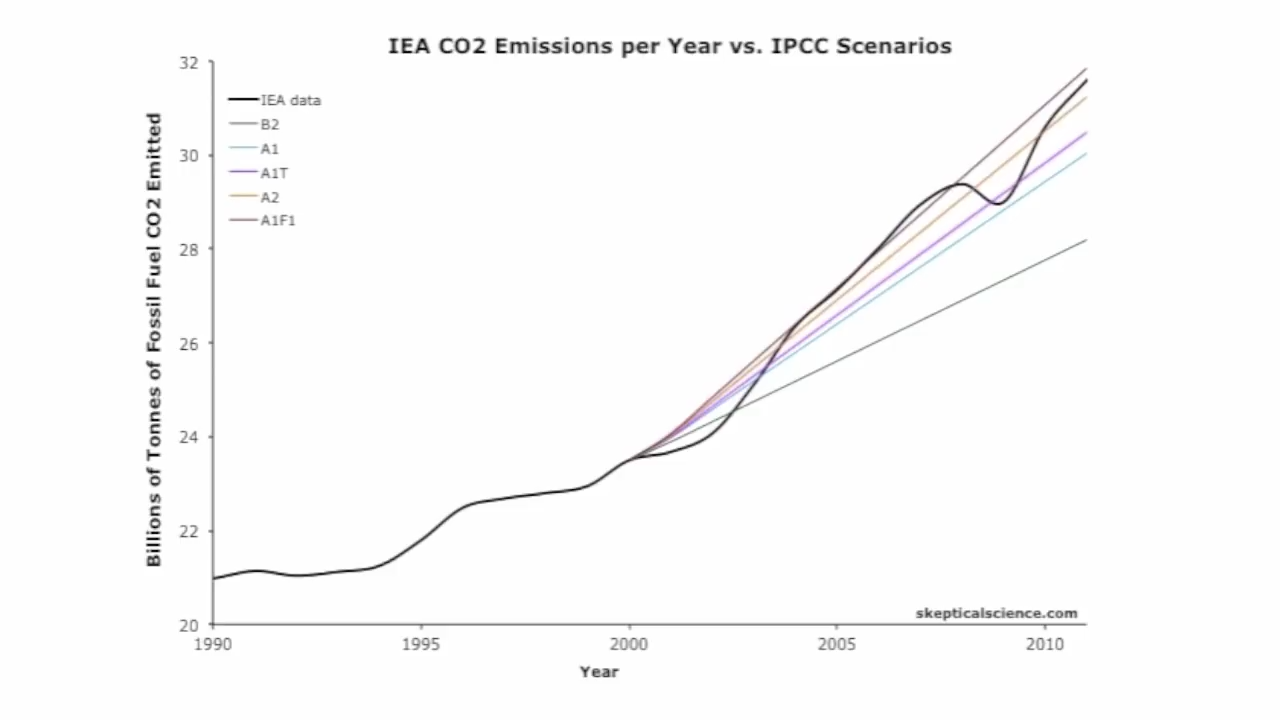 IEA CO2 Emissions per Year vs. IPCC Scenarios
32
IEA data
B2
A1
A1T
A2
A1F1
30
28
26
24
22
20
Billions of Tonnes of Fossil Fuel CO2 Emitted
skepticalscience.com
1990 1995 2000 2005 2010
Year